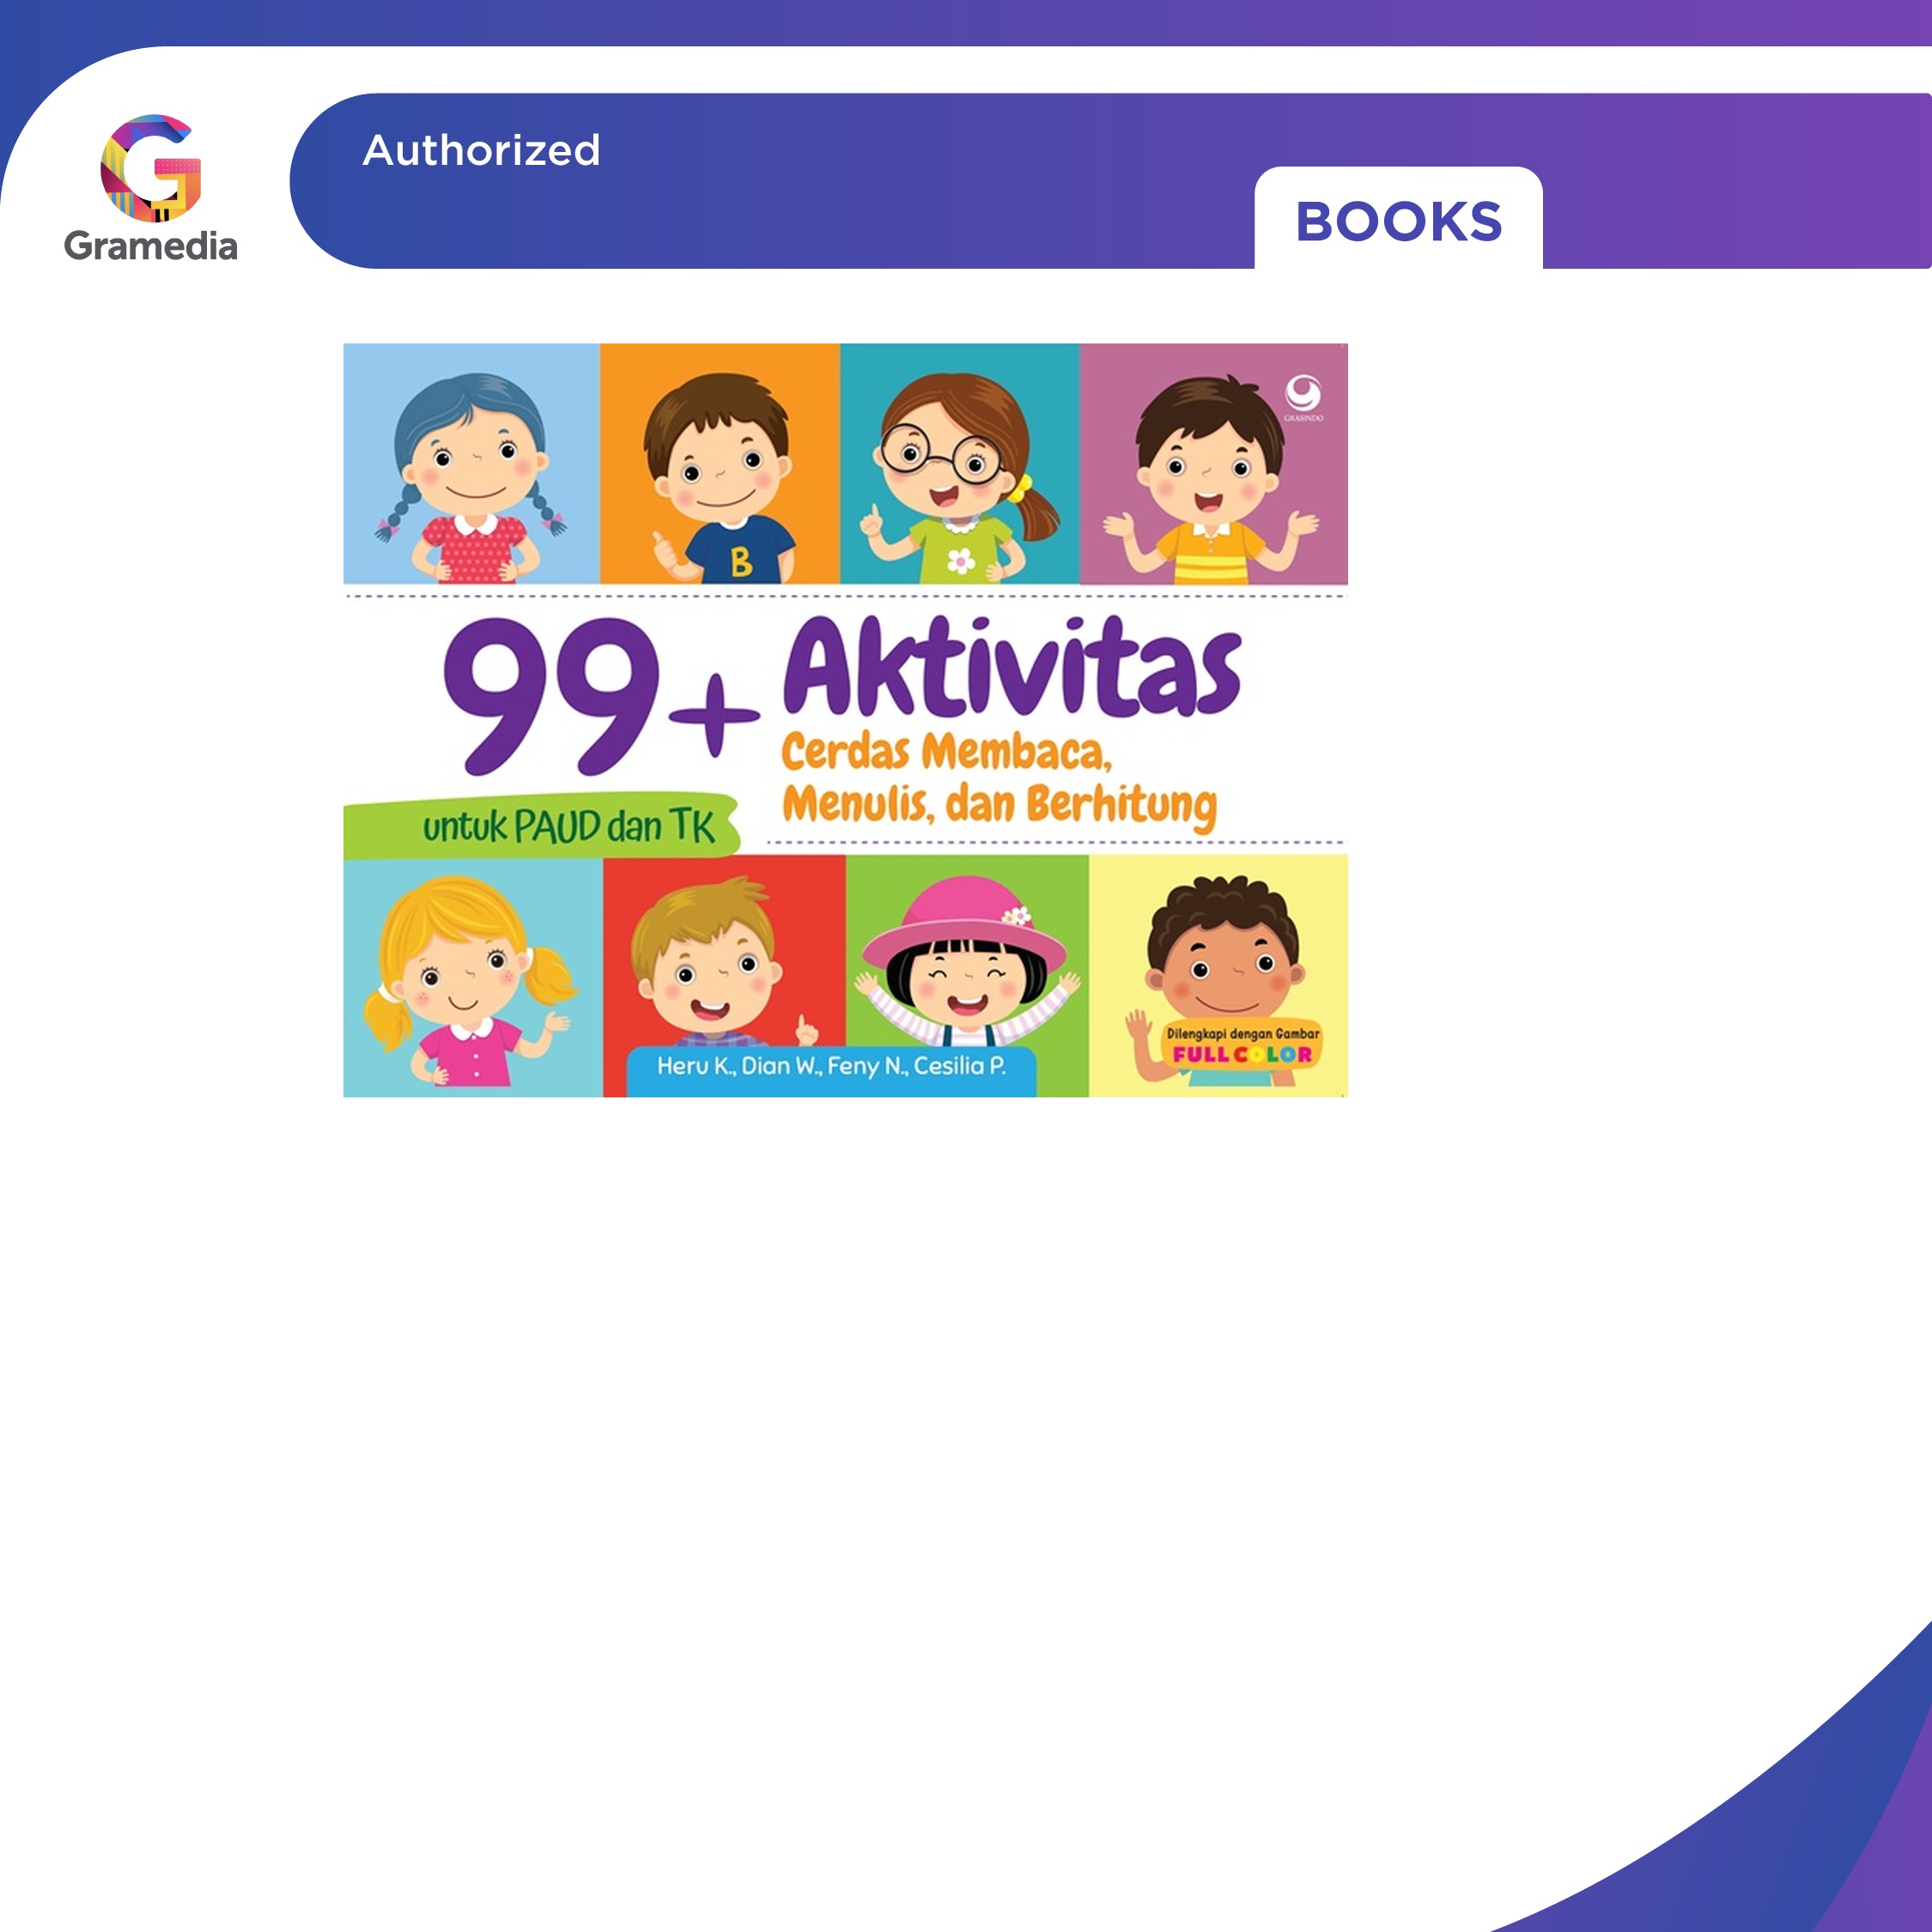 Authorized
Gramedia
BOOKS
GRASINDO
B
99+ Aktivitas
Cerdas Membaca,
Menulis, dan Berhitung
untuk PAUD dan TK
Dilengkapi dengan Gambar
FULL COLOR
Heru K., Dian W., Feny N., Cesilia P.